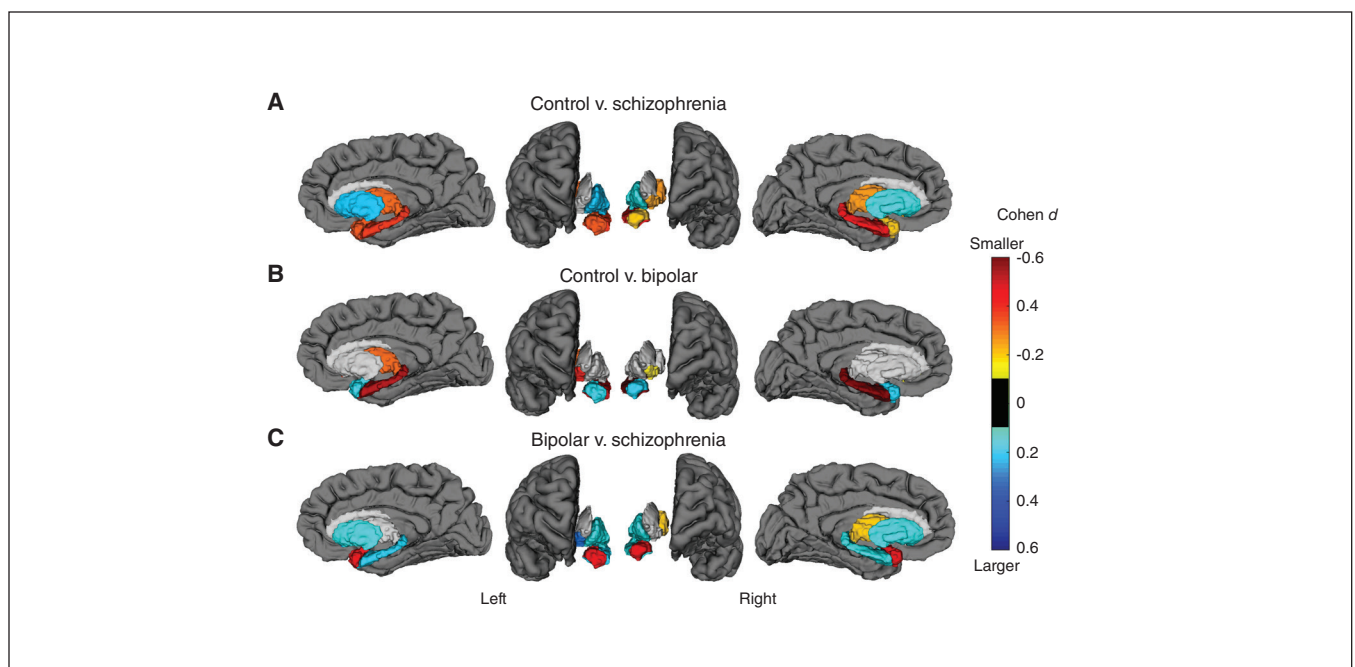 A
Control v. schizophrenia
Cohen d
Smaller
-0.6
0.4
-0.2
0
0.2
0.4
0.6
Larger
B
Control v. bipolar
C
Bipolar v. schizophrenia
Left
Right